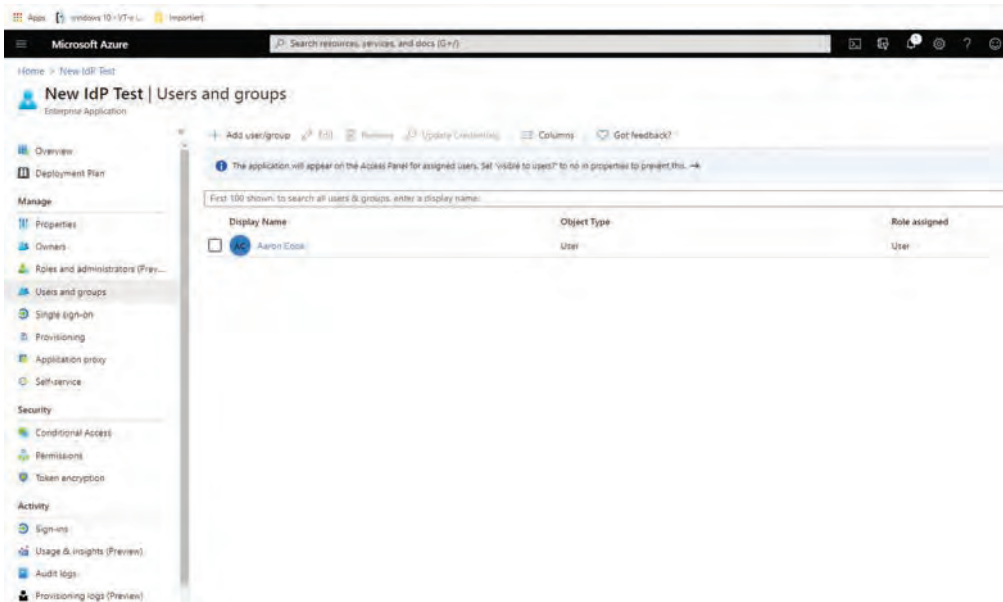 Apps windows 10 - VT-x i... Importiert
Microsoft Azure
Search resources, services, and docs (G+/)
Home > New IdP Test
New IdP Test | Users and groups
Enterprise Application
Add user/group Edit Remove Update Credentials Columns Got feedback?
The application will appear on the Access Panel for assigned users. Set 'visible to users?' to no in properties to prevent this.
First 100 shown, to search all users & groups, enter a display name.
Display Name Object Type Role assigned
AC Aaron Cook User User
Overview
Deployment Plan
Manage
Properties
Owners
Roles and administrators (Prev...
Users and groups
Single sign-on
Provisioning
Application proxy
Self-service
Security
Conditional Access
Permissions
Token encryption
Activity
Sign-ins
Usage & insights (Preview)
Audit logs
Provisioning logs (Preview)